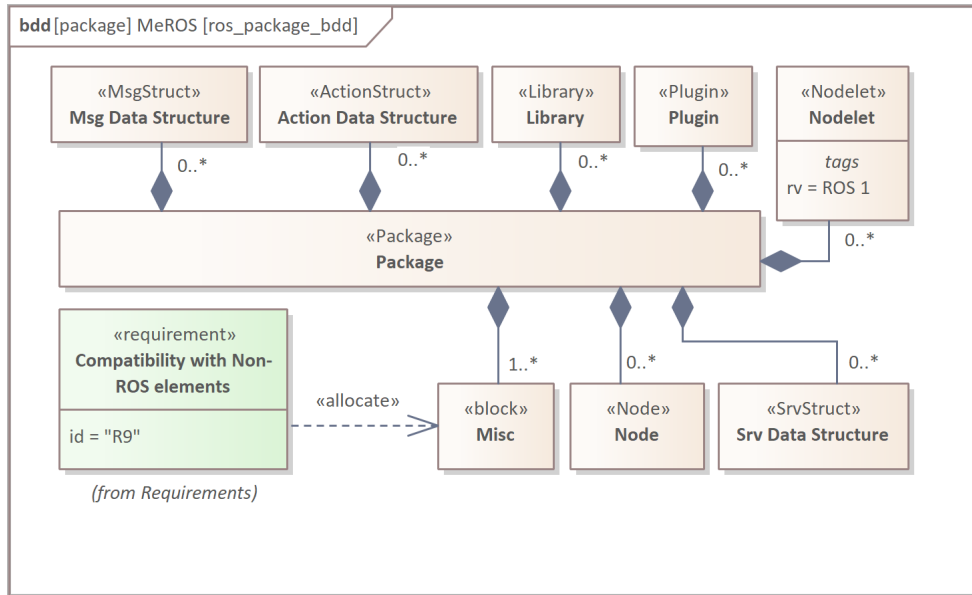 bdd [package] MeROS [ros_package_bdd]
«MsgStruct»
Msg Data Structure
0..*
«ActionStruct»
Action Data Structure
0..*
«Library»
Library
0..*
«Plugin»
Plugin
0..*
«Nodelet»
Nodelet
tags
rv = ROS 1
0..*
«Package»
Package
«requirement»
Compatibility with Non-
ROS elements
id = "R9"
(from Requirements)
«allocate»
1..*
«block»
Misc
0..*
«Node»
Node
0..*
«SrvStruct»
Srv Data Structure